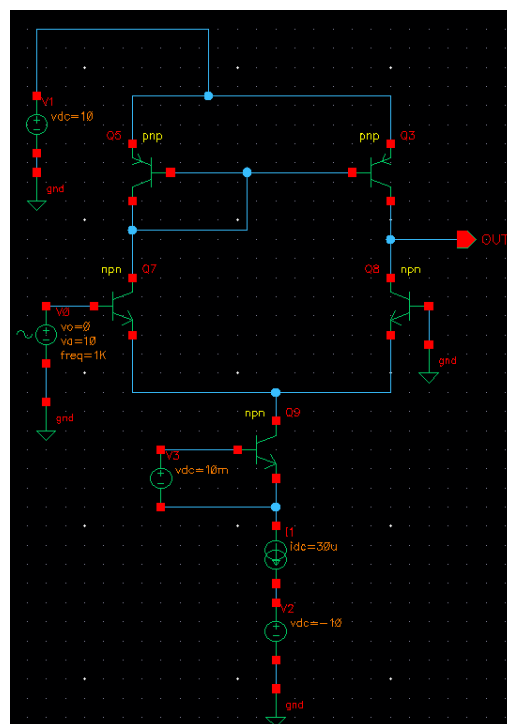 V1
vdc=10
gnd
Q5
pnp
pnp
Q3
OUT
npn
Q7
Q8
npn
V0
vo=0
va=10
freq=1K
gnd
gnd
npn
Q9
V3
vdc=10m
I1
idc=30u
V2
vdc=-10
gnd